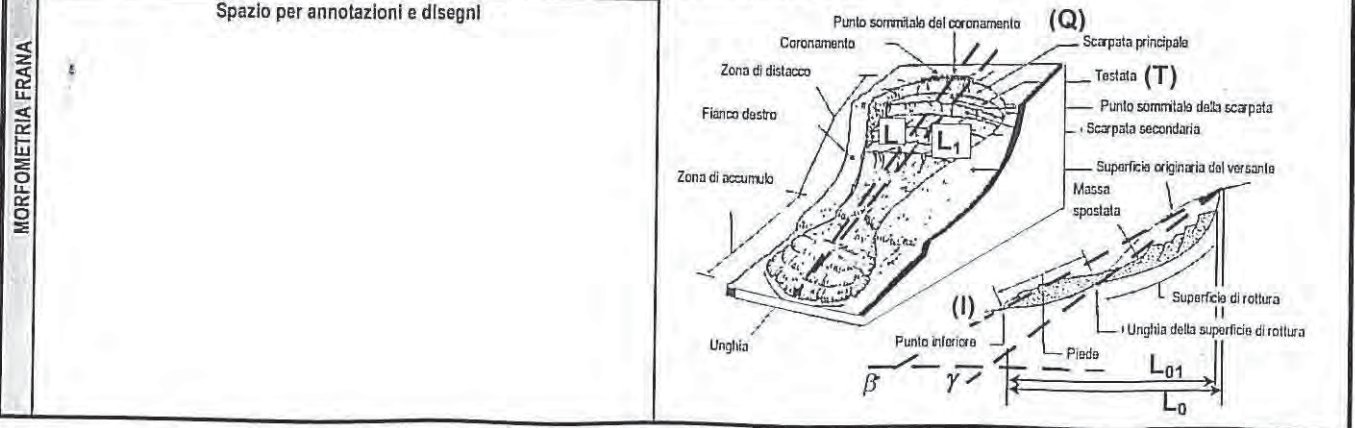 MORFOMETRIA FRANA
Spazio per annotazioni e disegni
Punto sommitale del coronamento (Q)
Coronamento
Scarpata principale
Zona di distacco
Testata (T)
Fianco destro
Punto sommitale della scarpata
Scarpata secondaria
L L1
Zona di accumulo
Superficie originaria del versante
Massa
spostata
(I)
Superficie di rottura
Unghia
Punto inferiore
Unghia della superficie di rottura
Piede
β γ
L01
L0